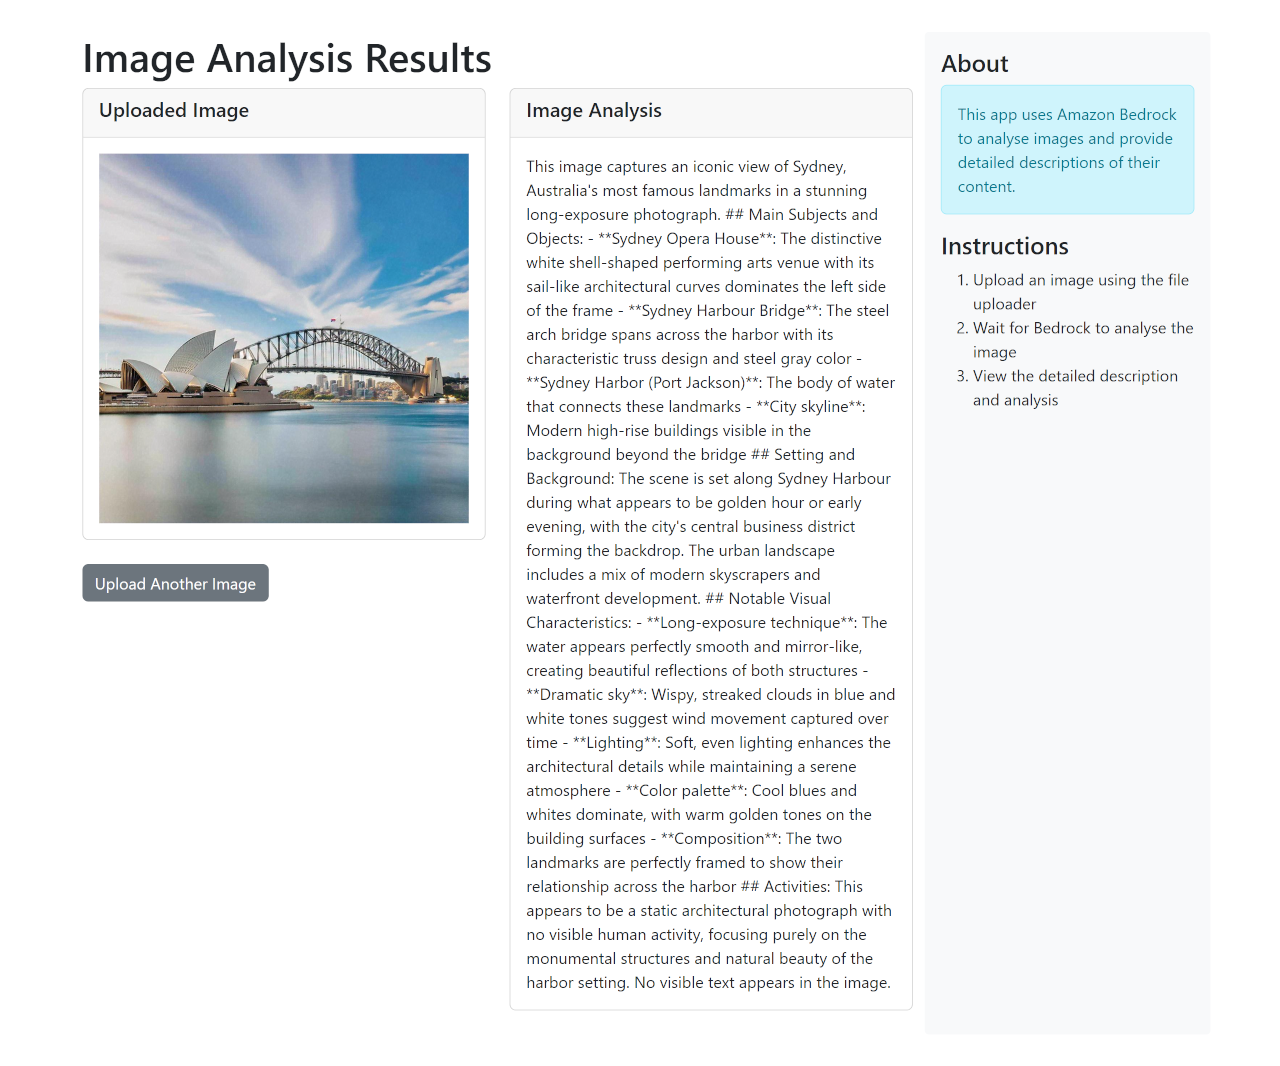 Image Analysis Results
Uploaded Image
Upload Another Image
Image Analysis
This image captures an iconic view of Sydney,
Australia's most famous landmarks in a stunning
long-exposure photograph. ## Main Subjects and
Objects: - **Sydney Opera House**: The distinctive
white shell-shaped performing arts venue with its
sail-like architectural curves dominates the left side
of the frame - **Sydney Harbour Bridge**: The steel
arch bridge spans across the harbor with its
characteristic truss design and steel gray color -
**Sydney Harbor (Port Jackson)**: The body of water
that connects these landmarks - **City skyline**:
Modern high-rise buildings visible in the
background beyond the bridge ## Setting and
Background: The scene is set along Sydney Harbour
during what appears to be golden hour or early
evening, with the city's central business district
forming the backdrop. The urban landscape
includes a mix of modern skyscrapers and
waterfront development. ## Notable Visual
Characteristics: - **Long-exposure technique**: The
water appears perfectly smooth and mirror-like,
creating beautiful reflections of both structures -
**Dramatic sky**: Wispy, streaked clouds in blue and
white tones suggest wind movement captured over
time - **Lighting**: Soft, even lighting enhances the
architectural details while maintaining a serene
atmosphere - **Color palette**: Cool blues and
whites dominate, with warm golden tones on the
building surfaces - **Composition**: The two
landmarks are perfectly framed to show their
relationship across the harbor ## Activities: This
appears to be a static architectural photograph with
no visible human activity, focusing purely on the
monumental structures and natural beauty of the
harbor setting. No visible text appears in the image.
About
This app uses Amazon Bedrock
to analyse images and provide
detailed descriptions of their
content.
Instructions
1. Upload an image using the file
uploader
2. Wait for Bedrock to analyse the
image
3. View the detailed description
and analysis